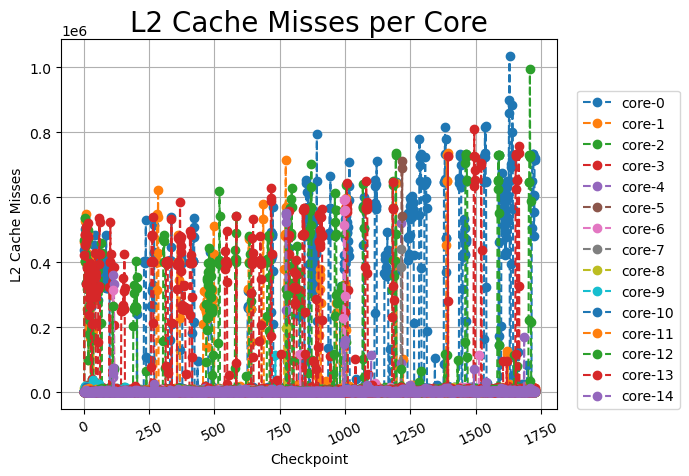 L2 Cache Misses per Core
1e6
1.0
0.8
0.6
0.4
0.2
0.0
L2 Cache Misses
0
250
500
750
1000
1250
1500
1750
Checkpoint
core-0
core-1
core-2
core-3
core-4
core-5
core-6
core-7
core-8
core-9
core-10
core-11
core-12
core-13
core-14